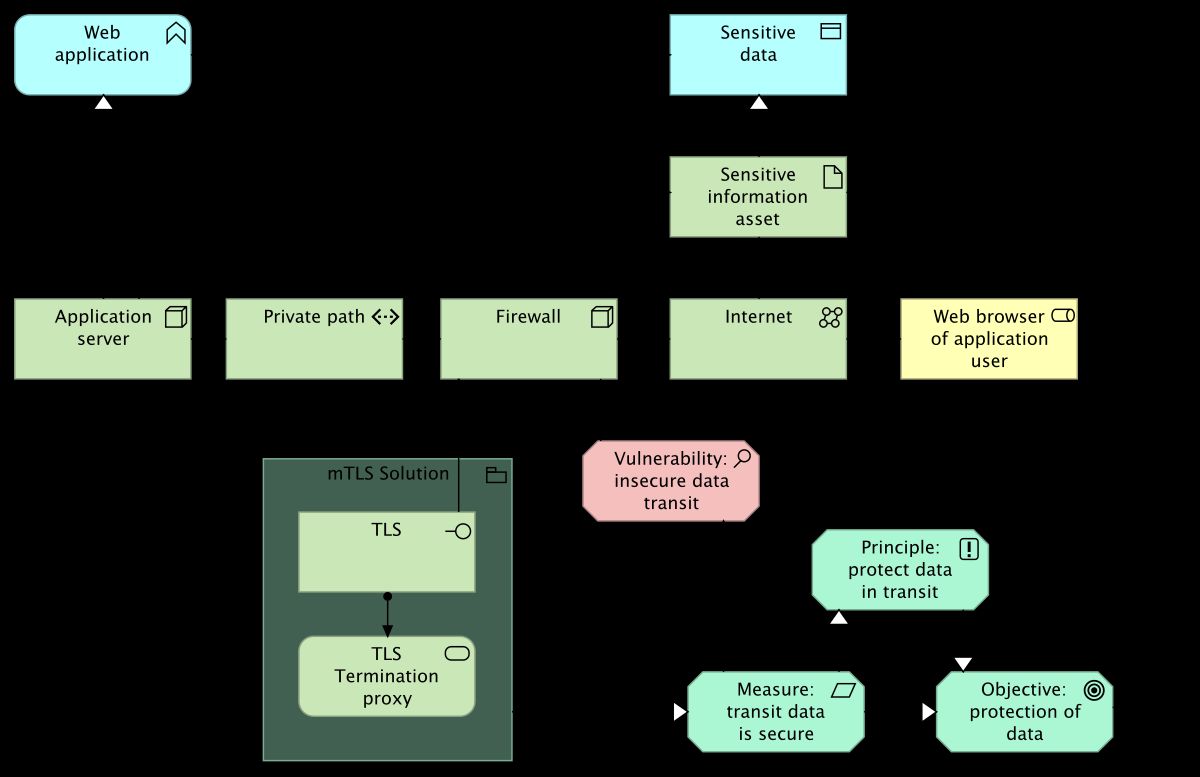 Web
application
Sensitive
data
Sensitive
information
asset
Application
server
Private path
Firewall
Internet
Web browser
of application
user
mTLS Solution
TLS
TLS
Termination
proxy
Vulnerability:
insecure data
transit
Principle:
protect data
in transit
Measure:
transit data
is secure
Objective:
protection of
data